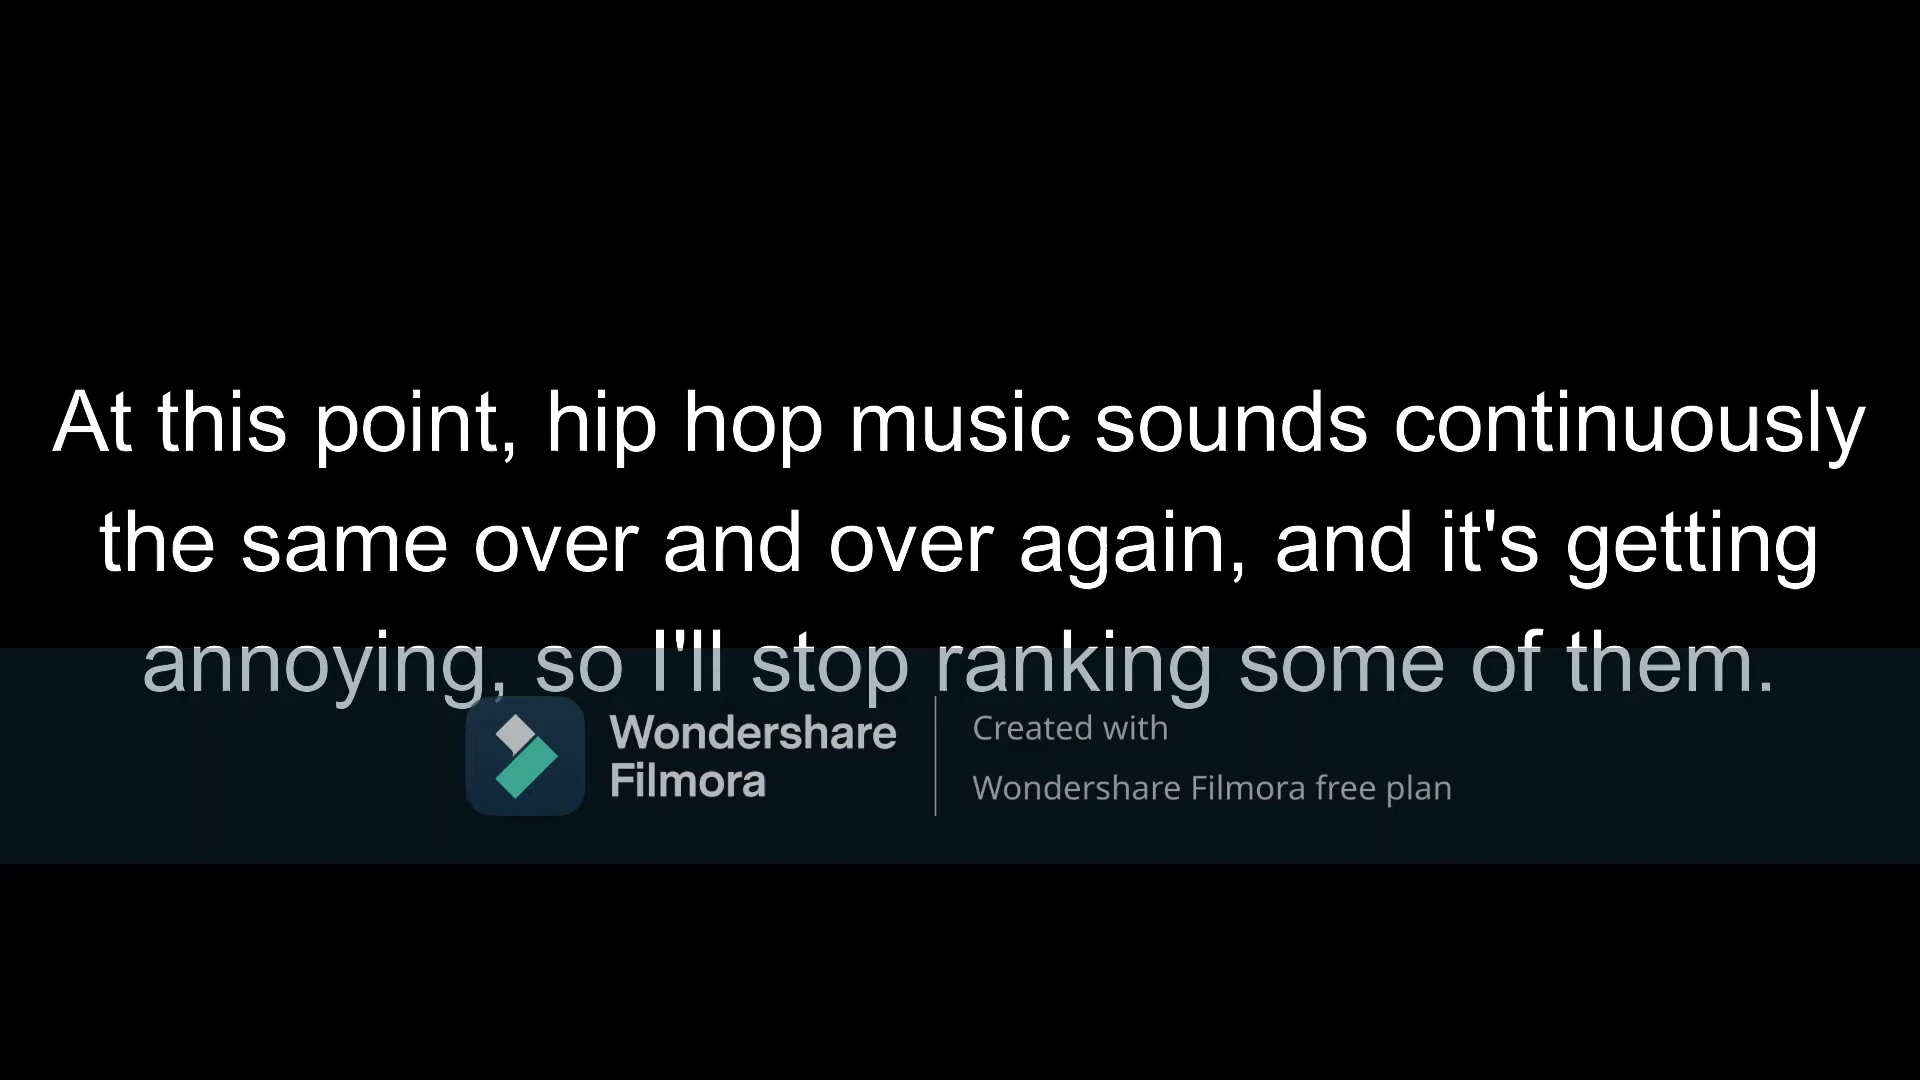 At this point, hip hop music sounds continuously
the same over and over again, and it's getting
annoying, so I'll stop ranking some of them.
Wondershare
Filmora
Created with
Wondershare Filmora free plan